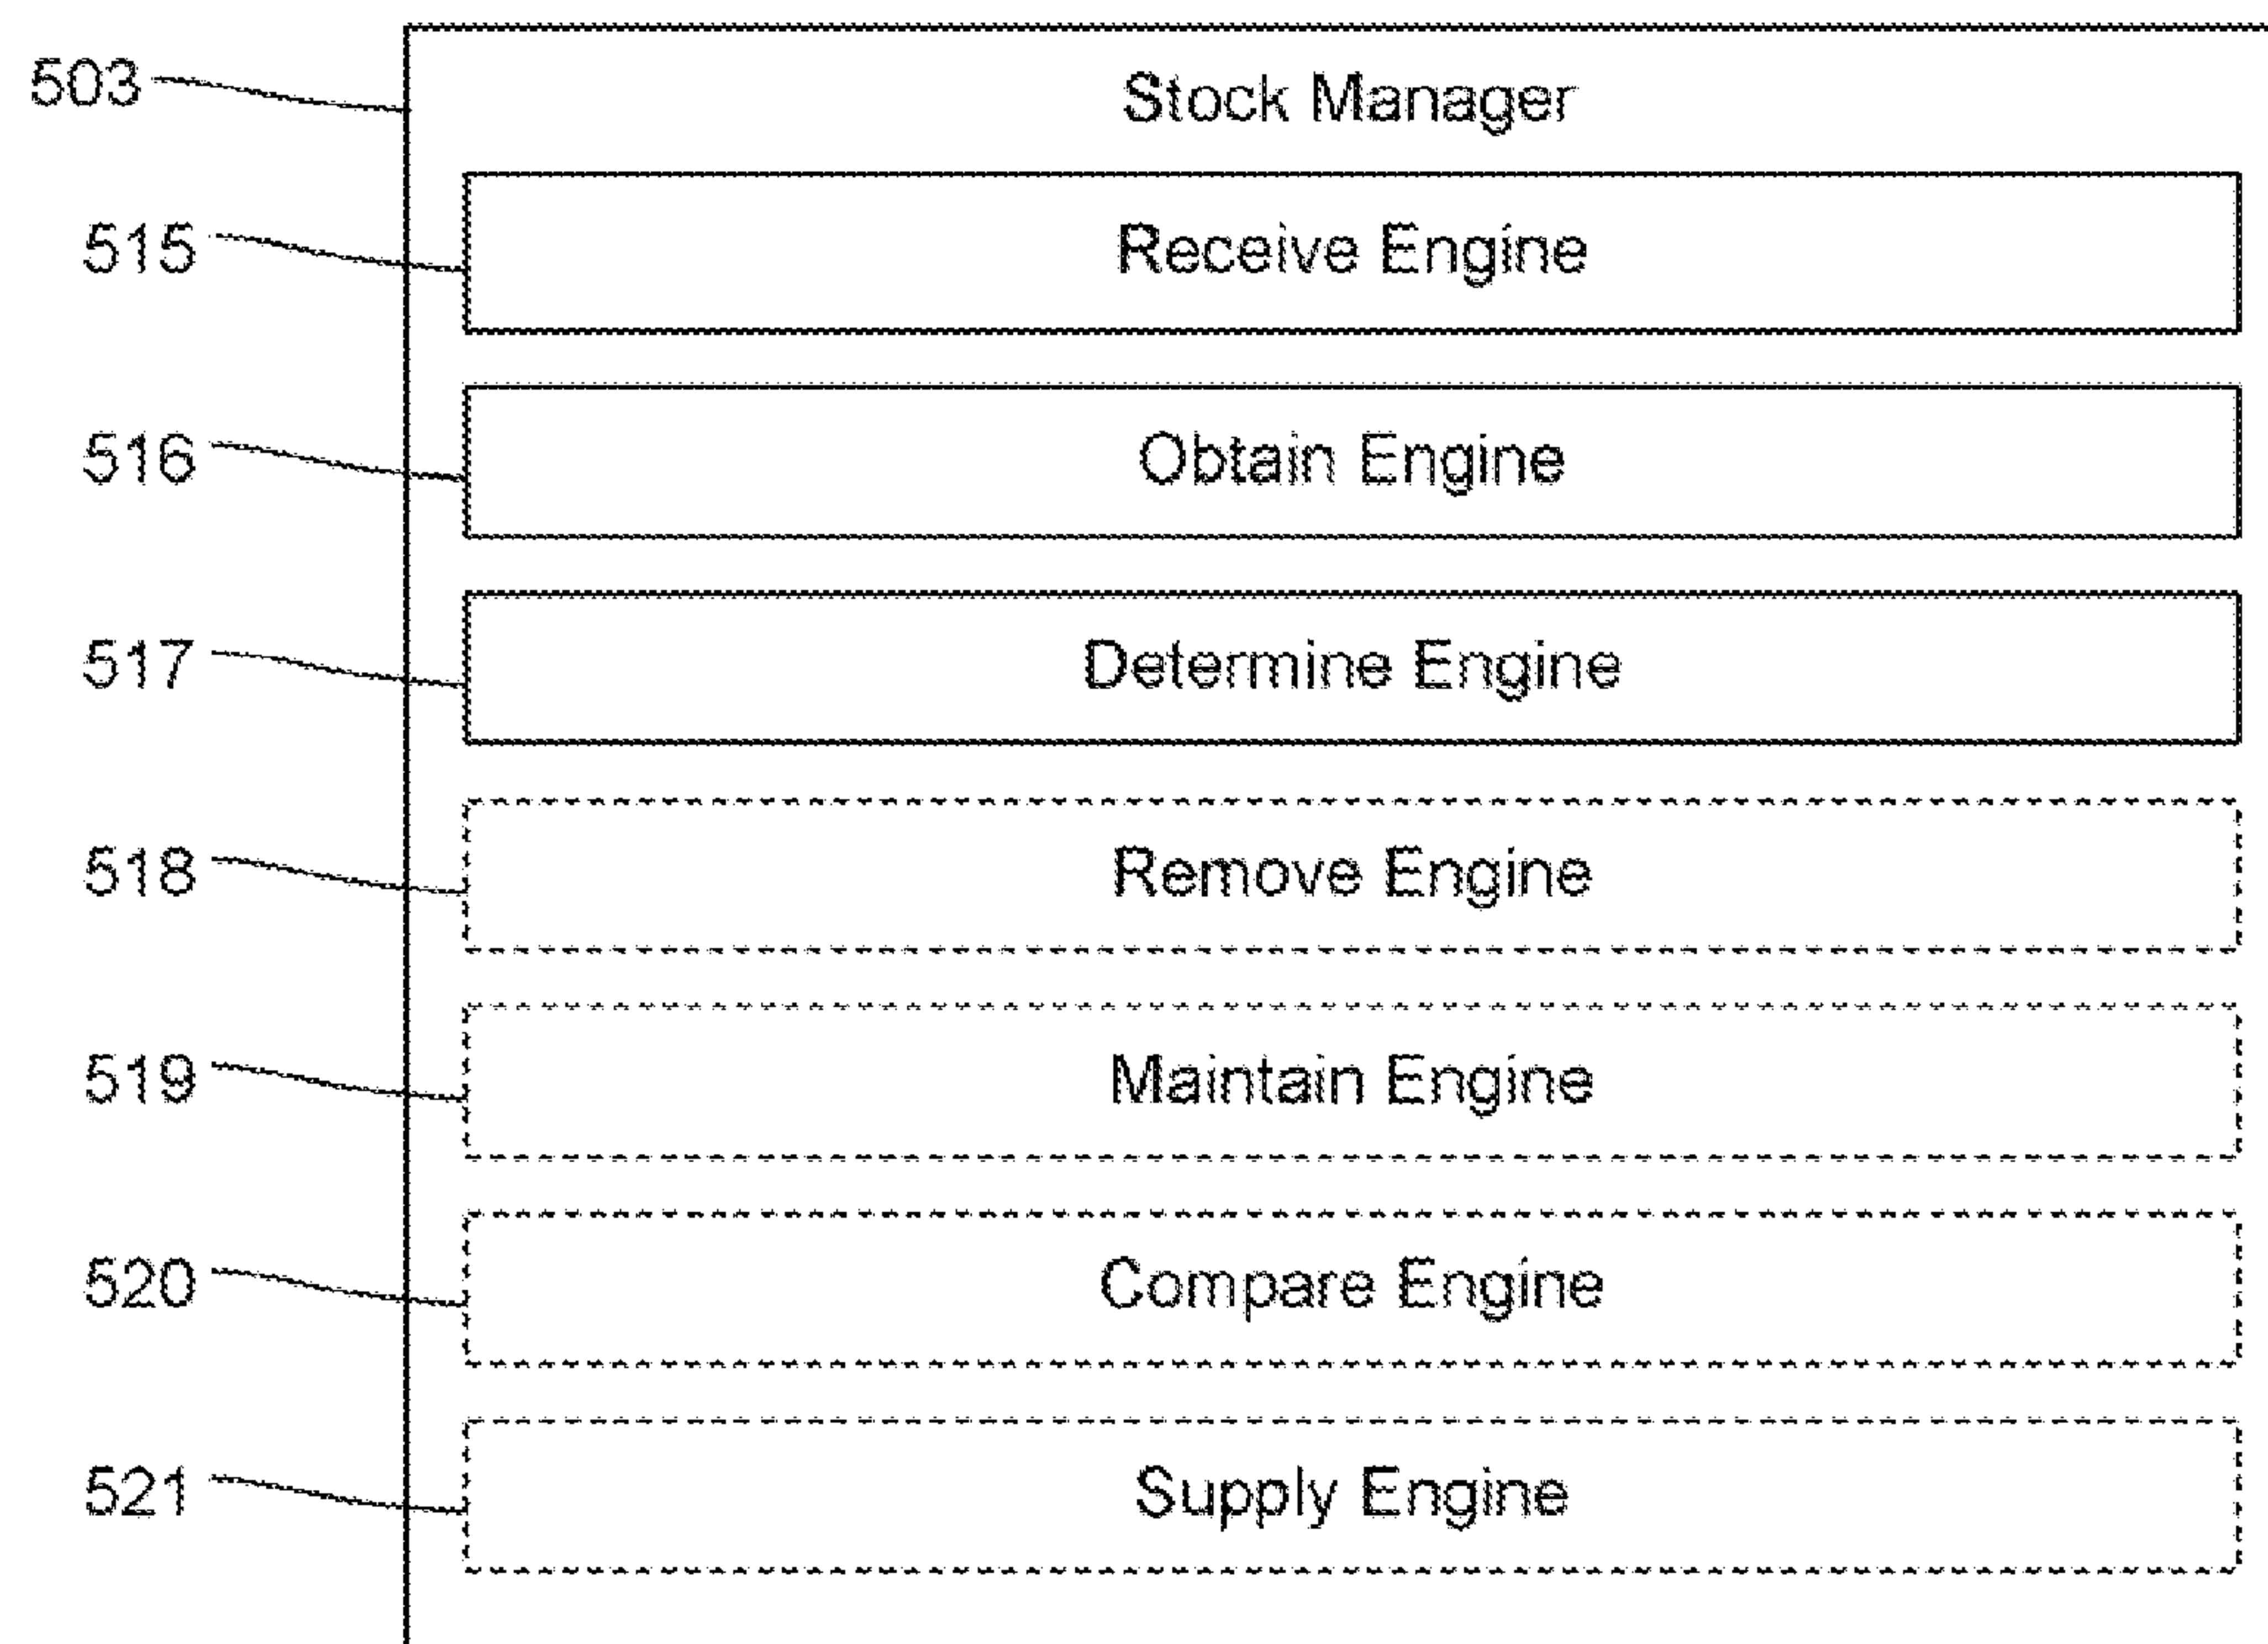 503 Stock Manager
515 Receive Engine
516 Obtain Engine
517 Determine Engine
518 Remove Engine
519 Maintain Engine
520 Compare Engine
521 Supply Engine